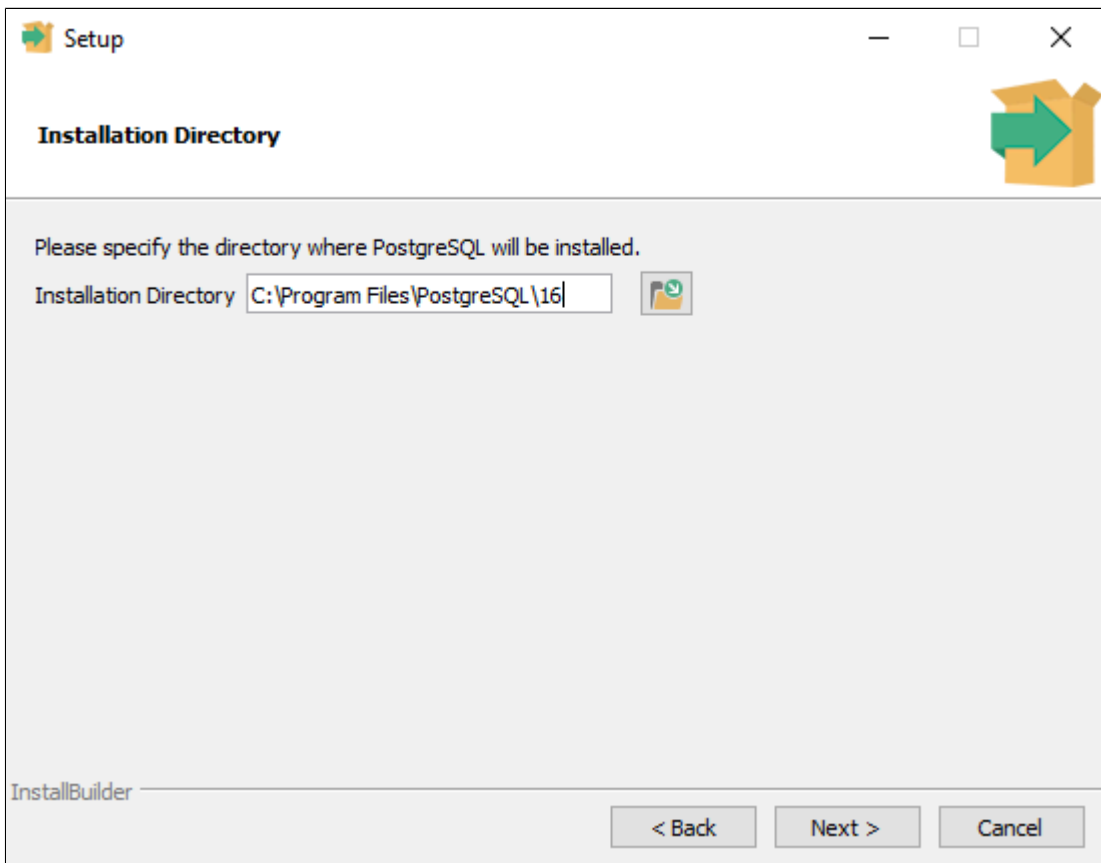 Setup
Installation Directory
Please specify the directory where PostgreSQL will be installed.
Installation Directory C:\Program Files\PostgreSQL\16
InstallBuilder
< Back Next > Cancel